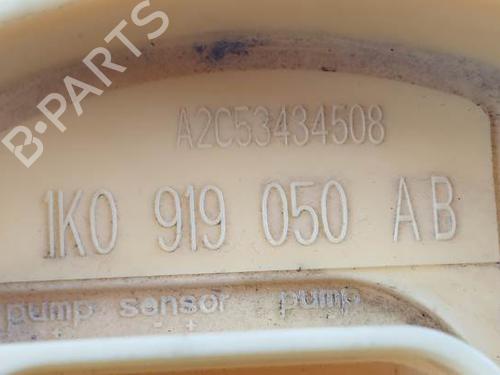 B-PARTS
A2C53434508
1K0 919 050 AB
pump sensor pump
- +